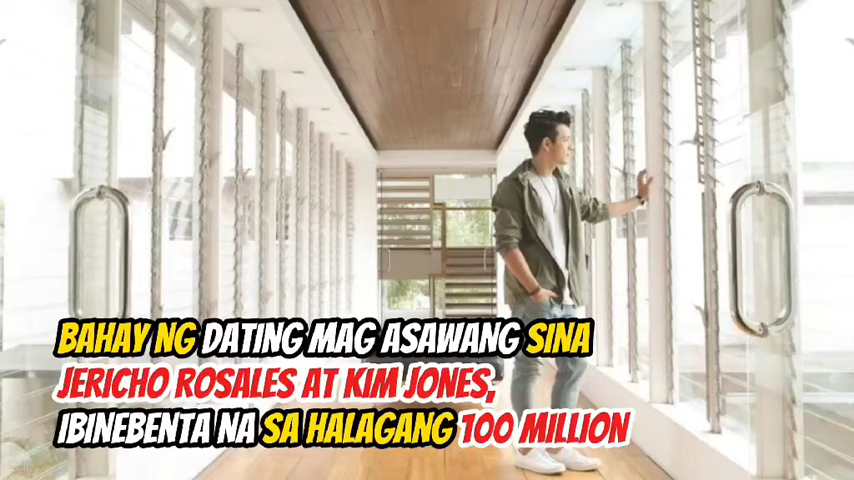 BAHAY NG DATING MAG ASAWANG SINA
JERICHO ROSALES AT KIM JONES,
IBINEBENTA NA SA HALAGANG 100 MILLION